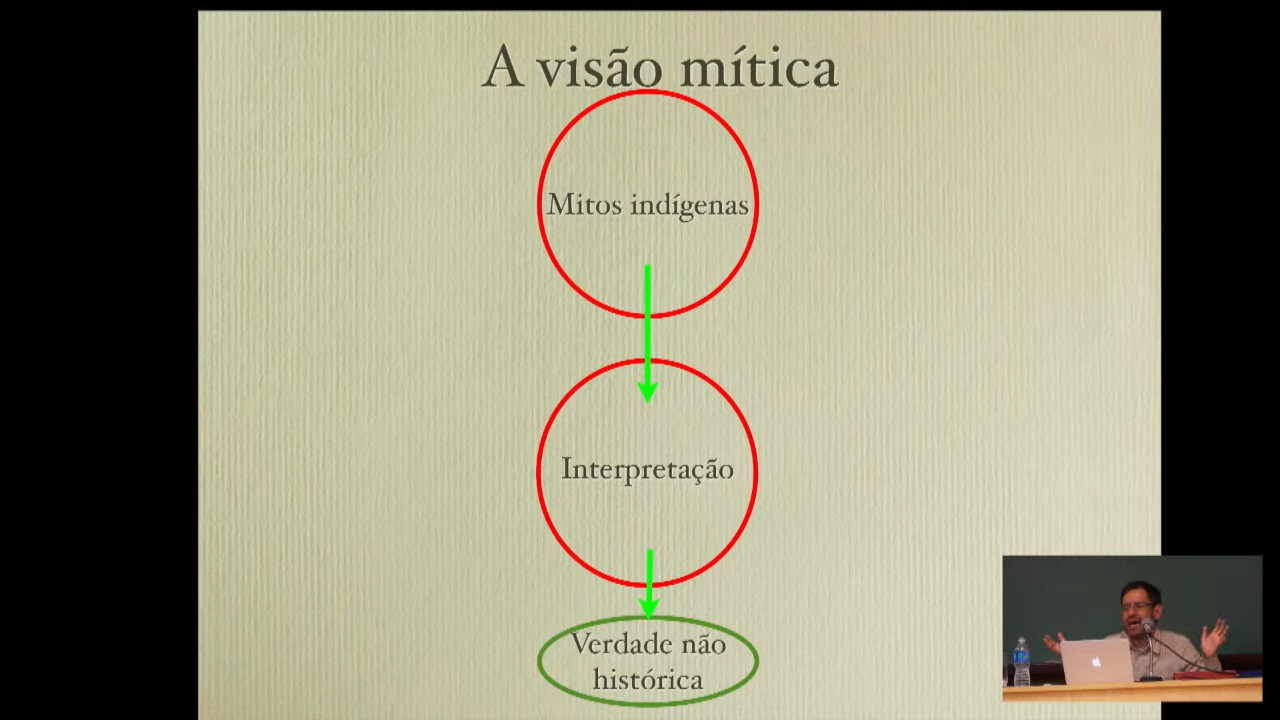 A visão mítica
Mitos indígenas
Interpretação
Verdade não
histórica